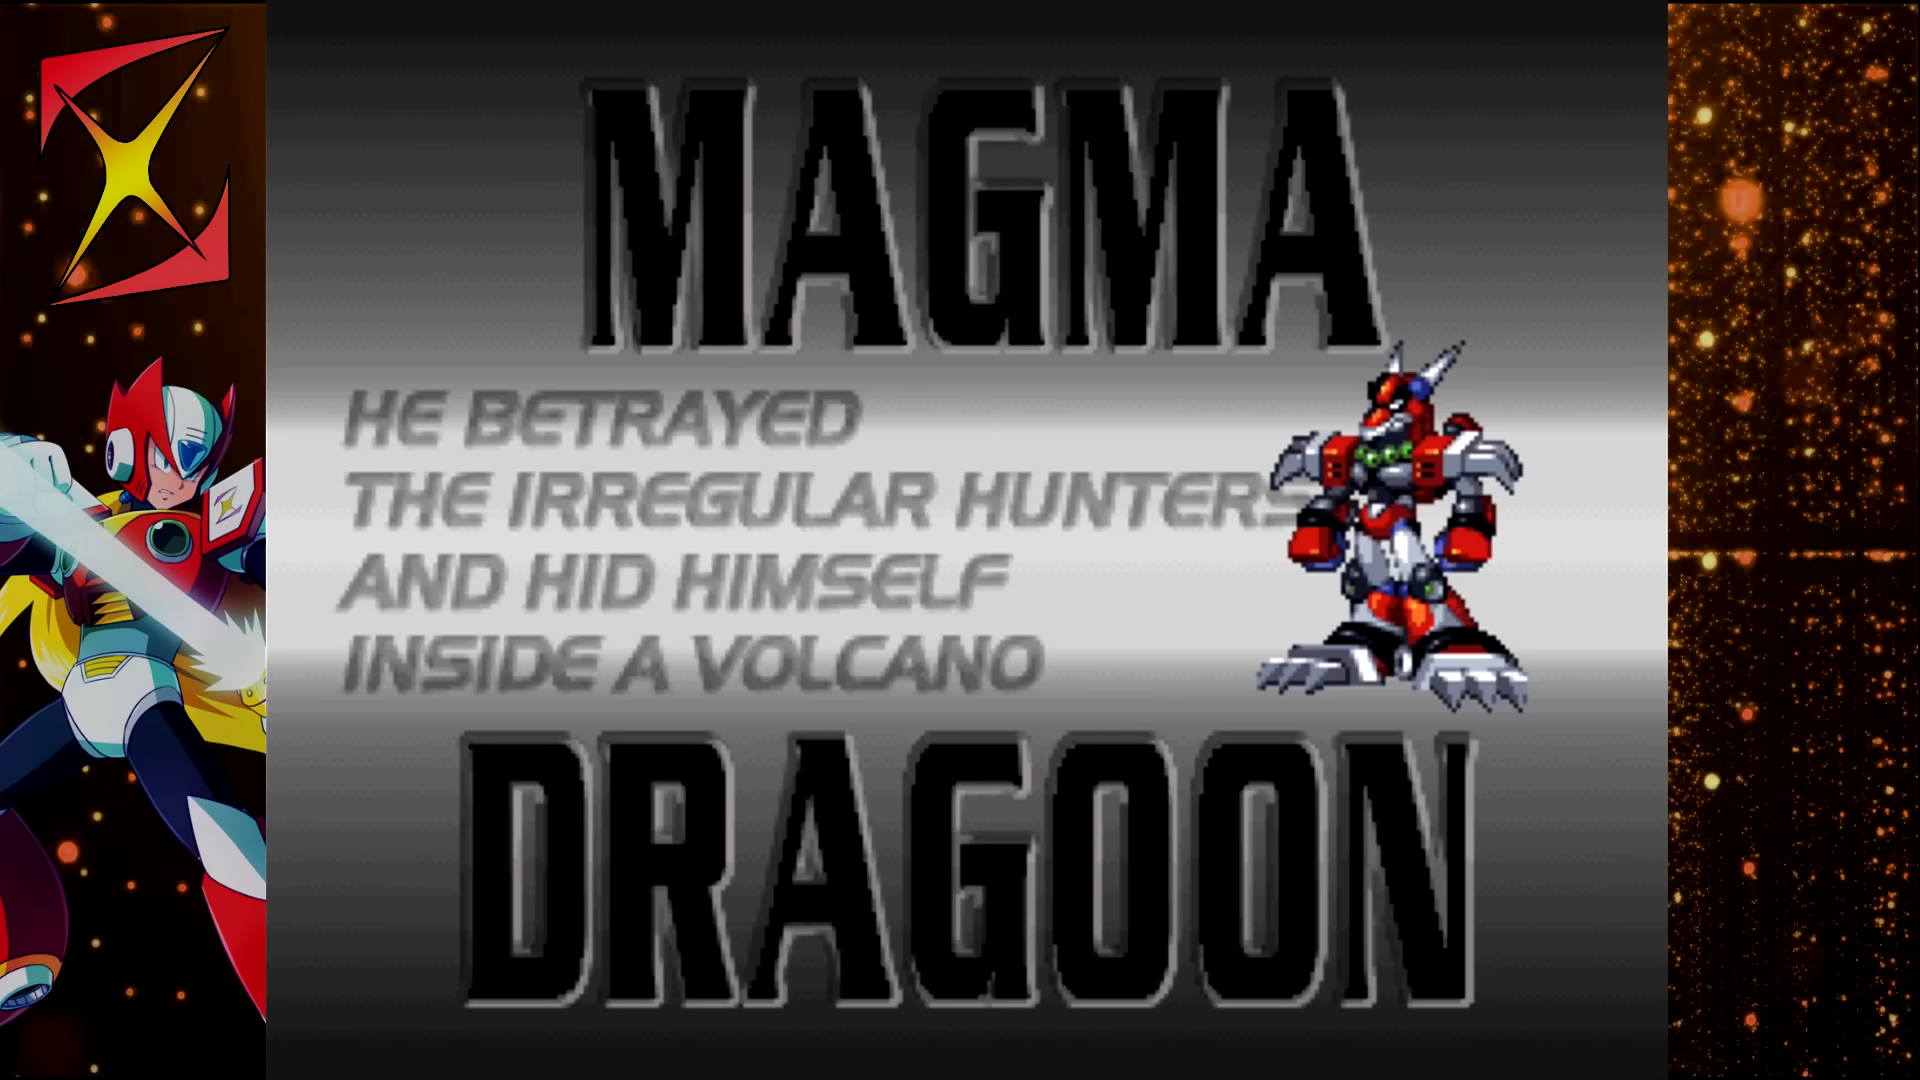 MAGMA
HE BETRAYED
THE IRREGULAR HUNTERS
AND HID HIMSELF
INSIDE A VOLCANO
DRAGOON